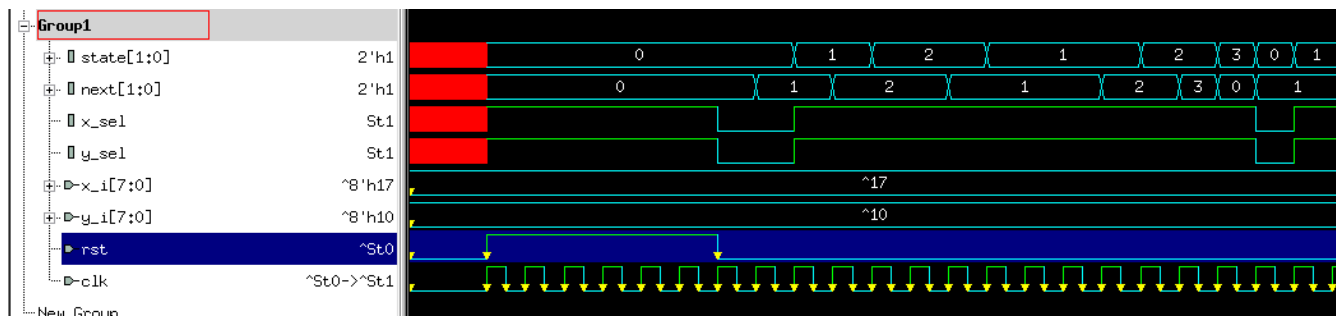 Group1
state[1:0] 2'h1 0 1 2 1 2 3 0 1
next[1:0] 2'h1 0 1 2 1 2 3 0 1
x_sel St1
y_sel St1
x_i[7:0] ^8'h17 ^17
y_i[7:0] ^8'h10 ^10
rst ^St0
clk ^St0->^St1
New Group